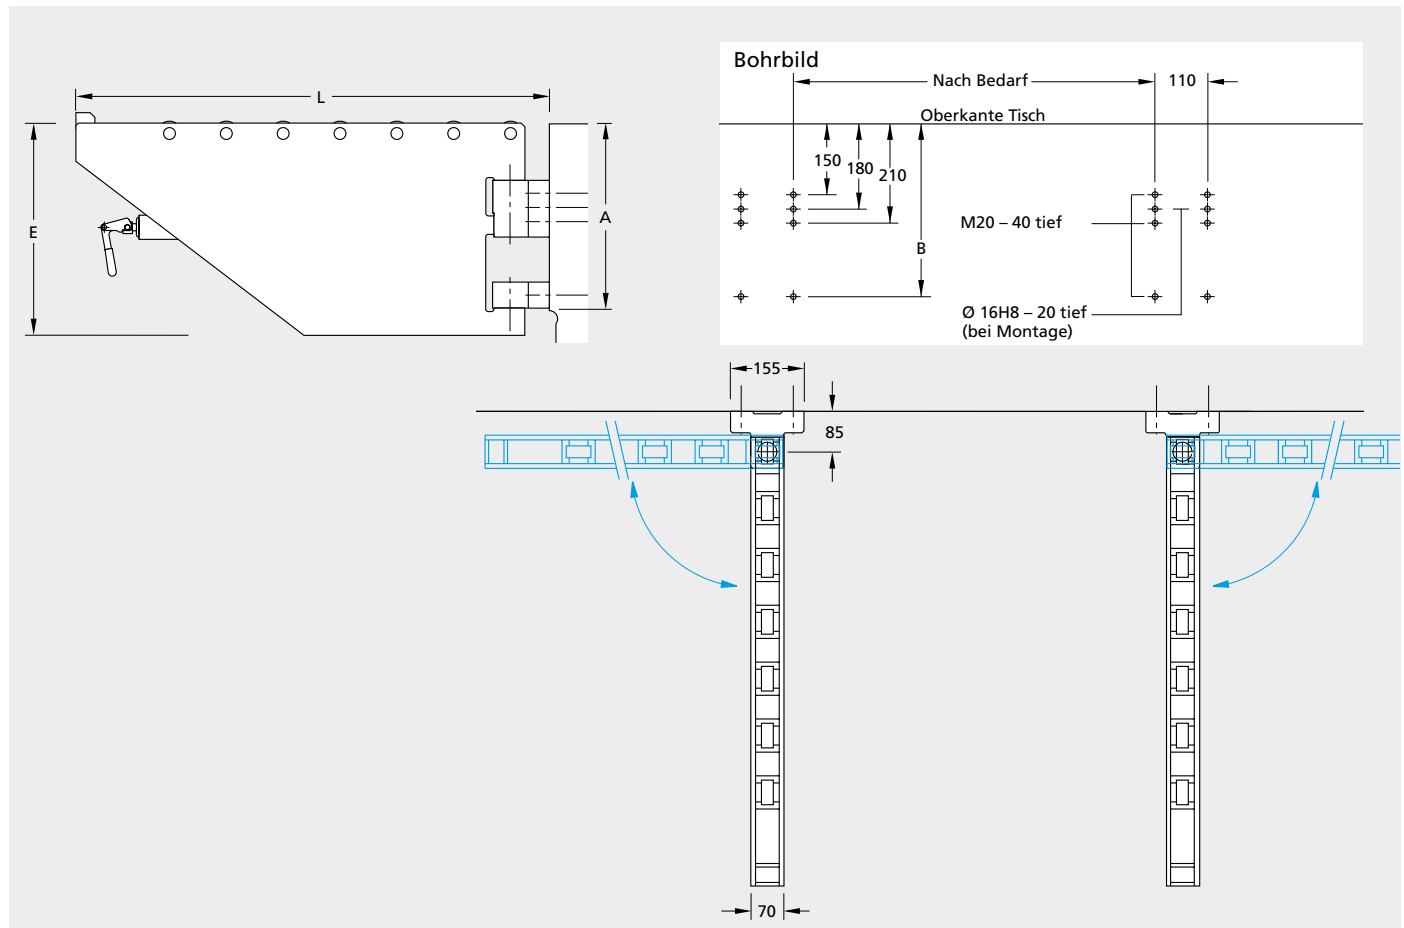 Bohrbild
Nach Bedarf
110
L
Oberkante Tisch
150
180
210
E
A
M20 – 40 tief
B
Ø 16H8 – 20 tief
(bei Montage)
155
85
70